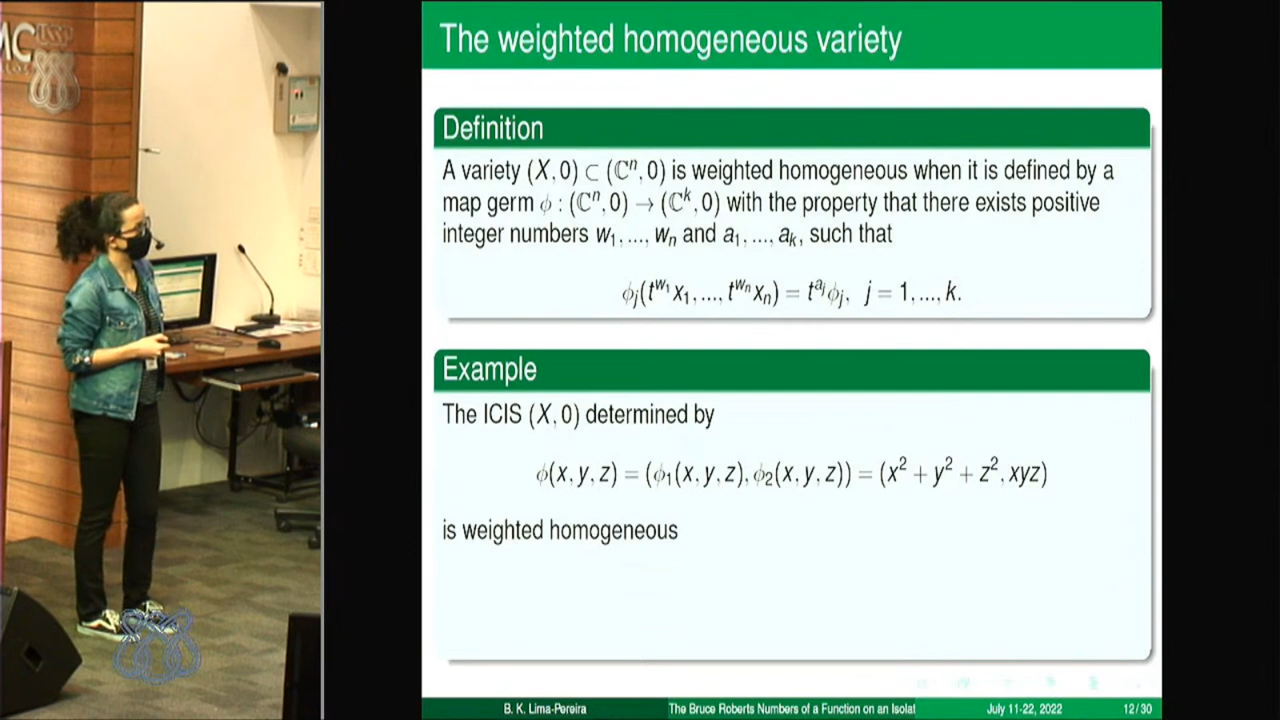 MC USP
The weighted homogeneous variety
Definition
A variety (X, 0) ⊂ (ℂⁿ, 0) is weighted homogeneous when it is defined by a
map germ ϕ : (ℂⁿ, 0) → (ℂᵏ, 0) with the property that there exists positive
integer numbers w₁, ..., wₙ and a₁, ..., aₖ, such that
ϕⱼ(t^{w₁}x₁, ..., t^{wₙ}xₙ) = t^{aⱼ}ϕⱼ, j = 1, ..., k.
Example
The ICIS (X, 0) determined by
ϕ(x, y, z) = (ϕ₁(x, y, z), ϕ₂(x, y, z)) = (x² + y² + z², xyz)
is weighted homogeneous
B. K. Lima-Pereira The Bruce Roberts Numbers of a Function on an Isolat July 11-22, 2022 12/30